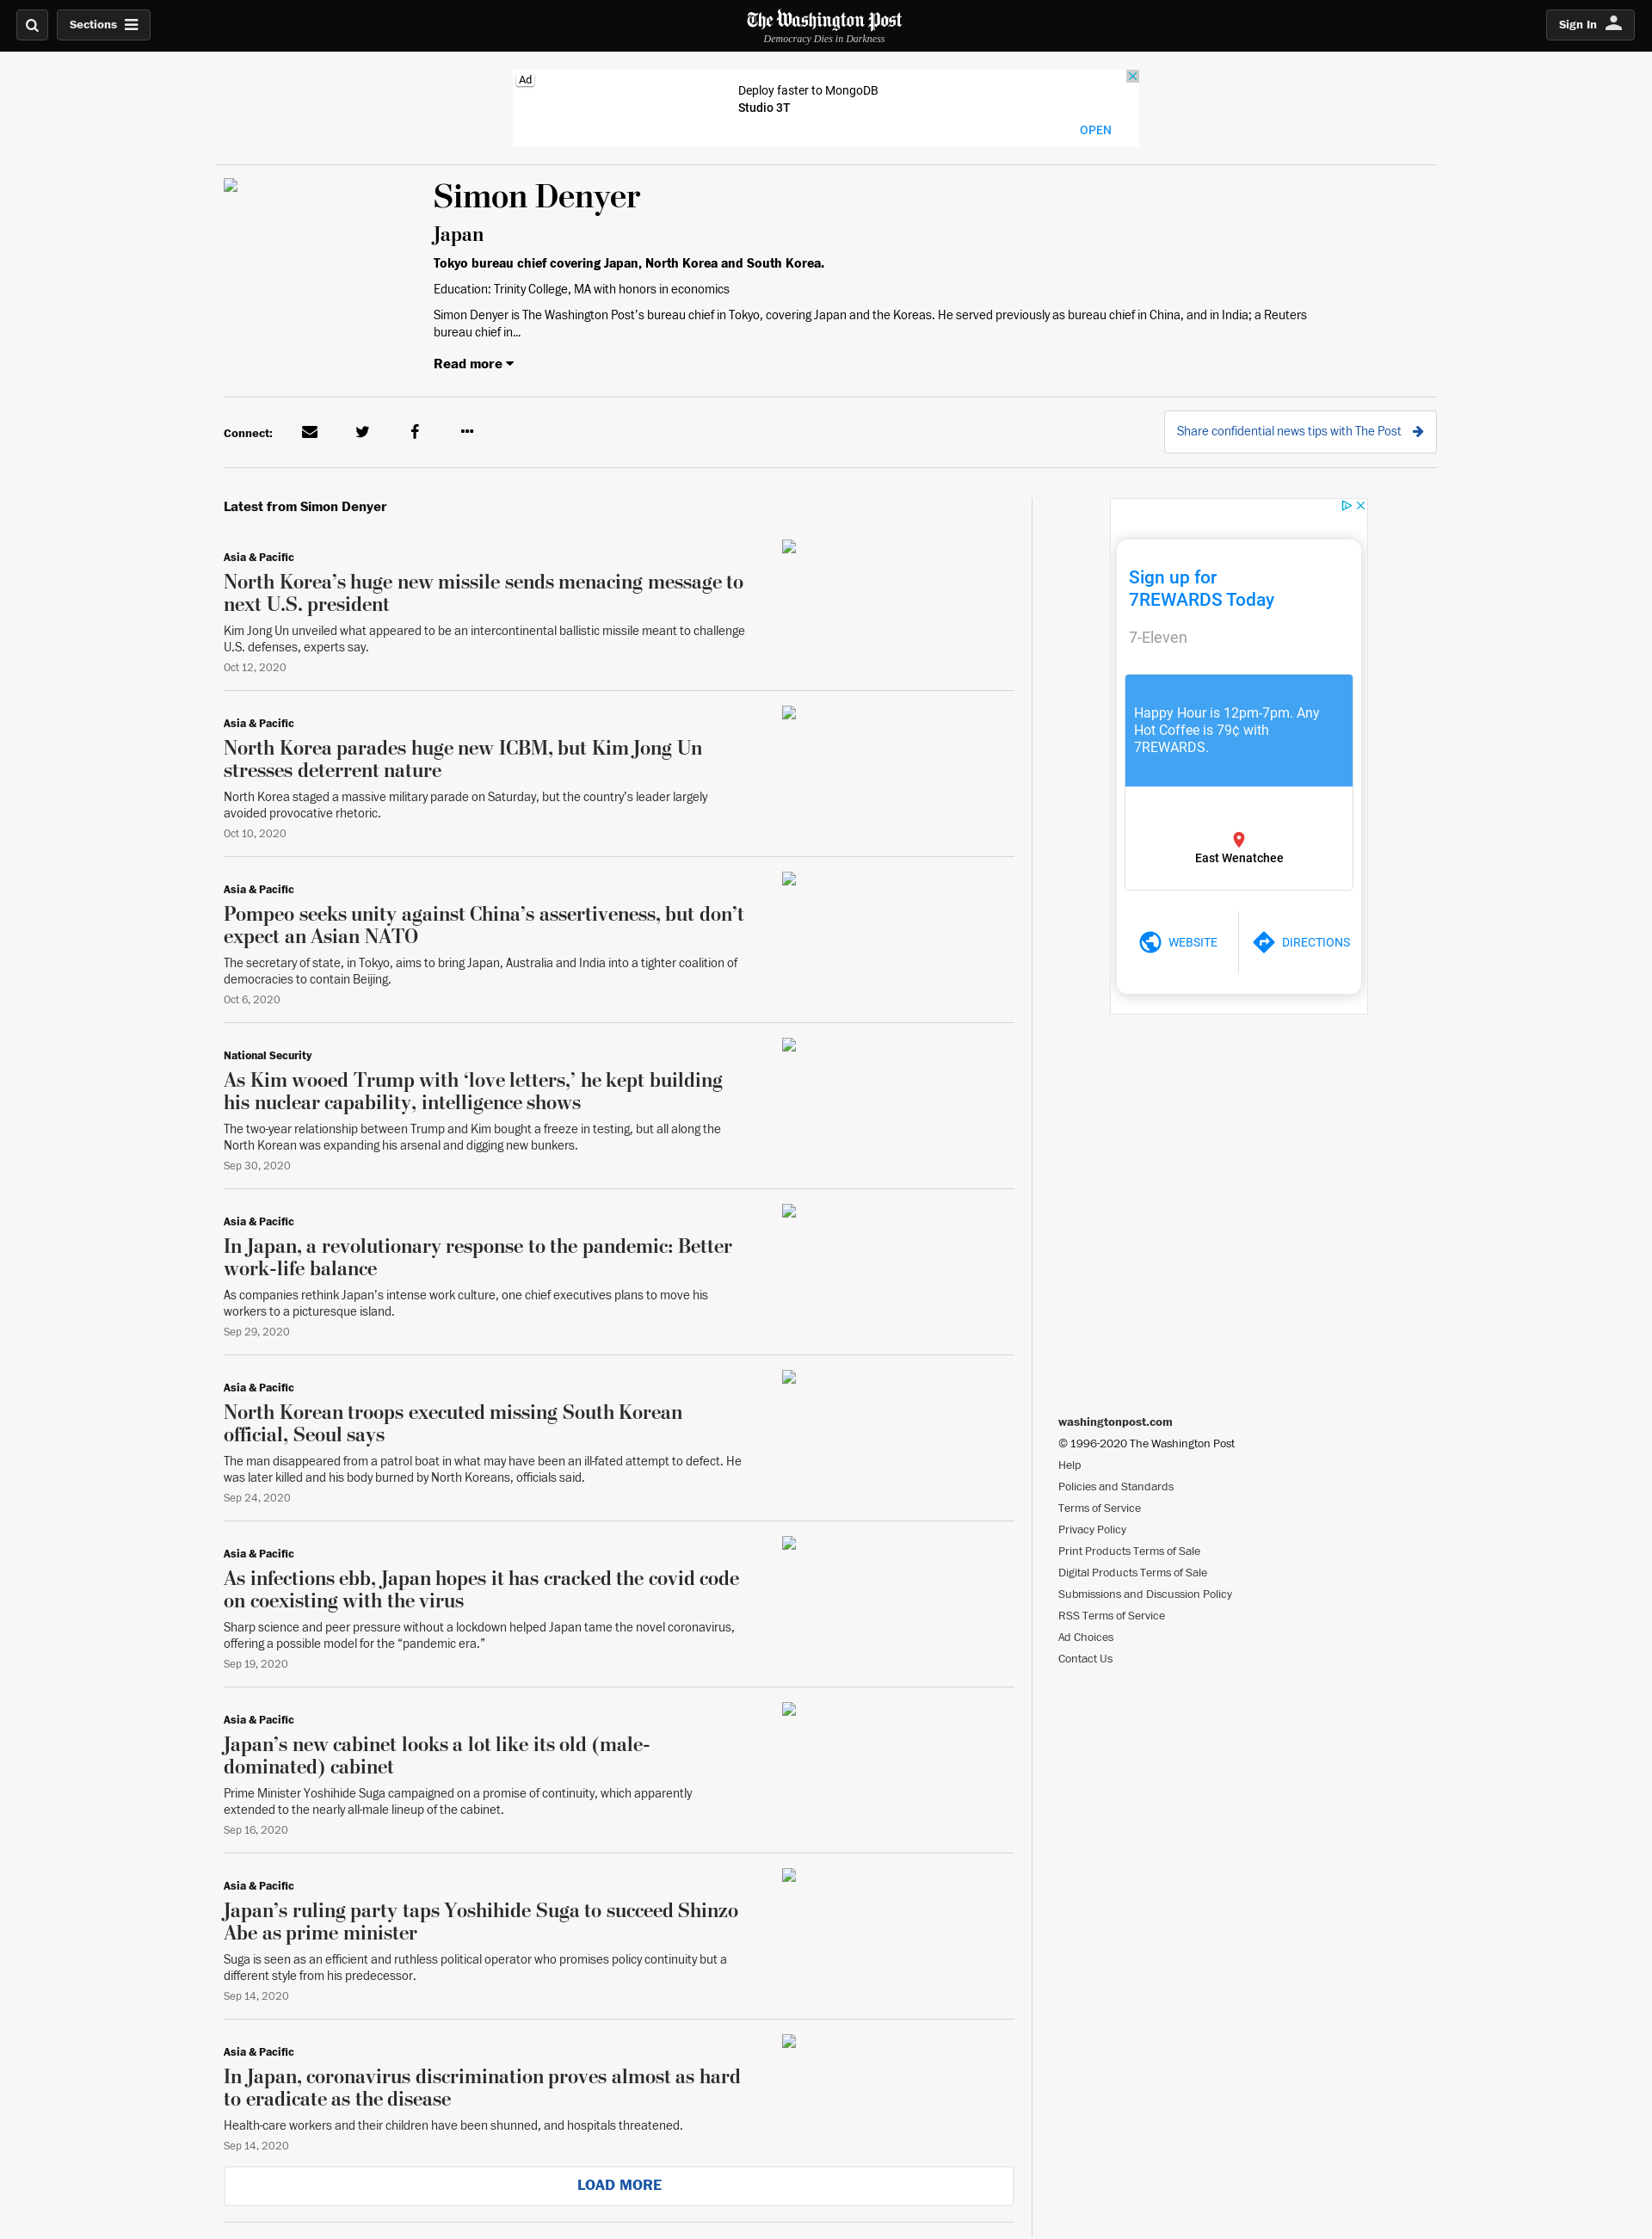 Sections
The Washington Post
Democracy Dies in Darkness
Sign In
Ad
Deploy faster to MongoDB
Studio 3T
OPEN
Simon Denyer
Japan
Tokyo bureau chief covering Japan, North Korea and South Korea.
Education: Trinity College, MA with honors in economics
Simon Denyer is The Washington Post’s bureau chief in Tokyo, covering Japan and the Koreas. He served previously as bureau chief in China, and in India; a Reuters
bureau chief in...
Read more
Connect:
Share confidential news tips with The Post
Latest from Simon Denyer
Asia & Pacific
North Korea’s huge new missile sends menacing message to
next U.S. president
Kim Jong Un unveiled what appeared to be an intercontinental ballistic missile meant to challenge
U.S. defenses, experts say.
Oct 12, 2020
Asia & Pacific
North Korea parades huge new ICBM, but Kim Jong Un
stresses deterrent nature
North Korea staged a massive military parade on Saturday, but the country’s leader largely
avoided provocative rhetoric.
Oct 10, 2020
Asia & Pacific
Pompeo seeks unity against China’s assertiveness, but don’t
expect an Asian NATO
The secretary of state, in Tokyo, aims to bring Japan, Australia and India into a tighter coalition of
democracies to contain Beijing.
Oct 6, 2020
National Security
As Kim wooed Trump with ‘love letters,’ he kept building
his nuclear capability, intelligence shows
The two-year relationship between Trump and Kim bought a freeze in testing, but all along the
North Korean was expanding his arsenal and digging new bunkers.
Sep 30, 2020
Asia & Pacific
In Japan, a revolutionary response to the pandemic: Better
work-life balance
As companies rethink Japan’s intense work culture, one chief executives plans to move his
workers to a picturesque island.
Sep 29, 2020
Asia & Pacific
North Korean troops executed missing South Korean
official, Seoul says
The man disappeared from a patrol boat in what may have been an ill-fated attempt to defect. He
was later killed and his body burned by North Koreans, officials said.
Sep 24, 2020
Asia & Pacific
As infections ebb, Japan hopes it has cracked the covid code
on coexisting with the virus
Sharp science and peer pressure without a lockdown helped Japan tame the novel coronavirus,
offering a possible model for the “pandemic era.”
Sep 19, 2020
Asia & Pacific
Japan’s new cabinet looks a lot like its old (male-
dominated) cabinet
Prime Minister Yoshihide Suga campaigned on a promise of continuity, which apparently
extended to the nearly all-male lineup of the cabinet.
Sep 16, 2020
Asia & Pacific
Japan’s ruling party taps Yoshihide Suga to succeed Shinzo
Abe as prime minister
Suga is seen as an efficient and ruthless political operator who promises policy continuity but a
different style from his predecessor.
Sep 14, 2020
Asia & Pacific
In Japan, coronavirus discrimination proves almost as hard
to eradicate as the disease
Health-care workers and their children have been shunned, and hospitals threatened.
Sep 14, 2020
LOAD MORE
Sign up for
7REWARDS Today
7-Eleven
Happy Hour is 12pm-7pm. Any
Hot Coffee is 79¢ with
7REWARDS.
East Wenatchee
WEBSITE
DIRECTIONS
washingtonpost.com
© 1996-2020 The Washington Post
Help
Policies and Standards
Terms of Service
Privacy Policy
Print Products Terms of Sale
Digital Products Terms of Sale
Submissions and Discussion Policy
RSS Terms of Service
Ad Choices
Contact Us